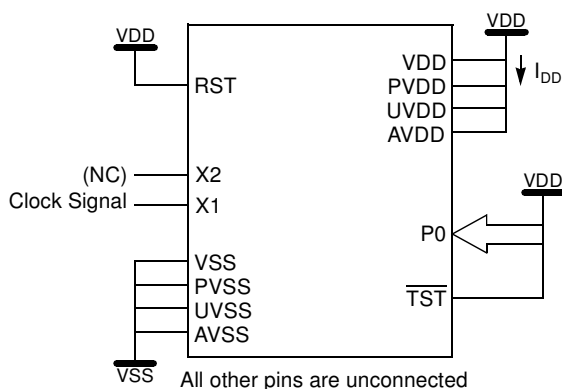 VDD
RST
(NC)
X2
Clock Signal
X1
VSS
PVSS
UVSS
AVSS
VSS
VDD
VDD
PVDD
UVDD
AVDD
IDD
VDD
P0
TST
All other pins are unconnected